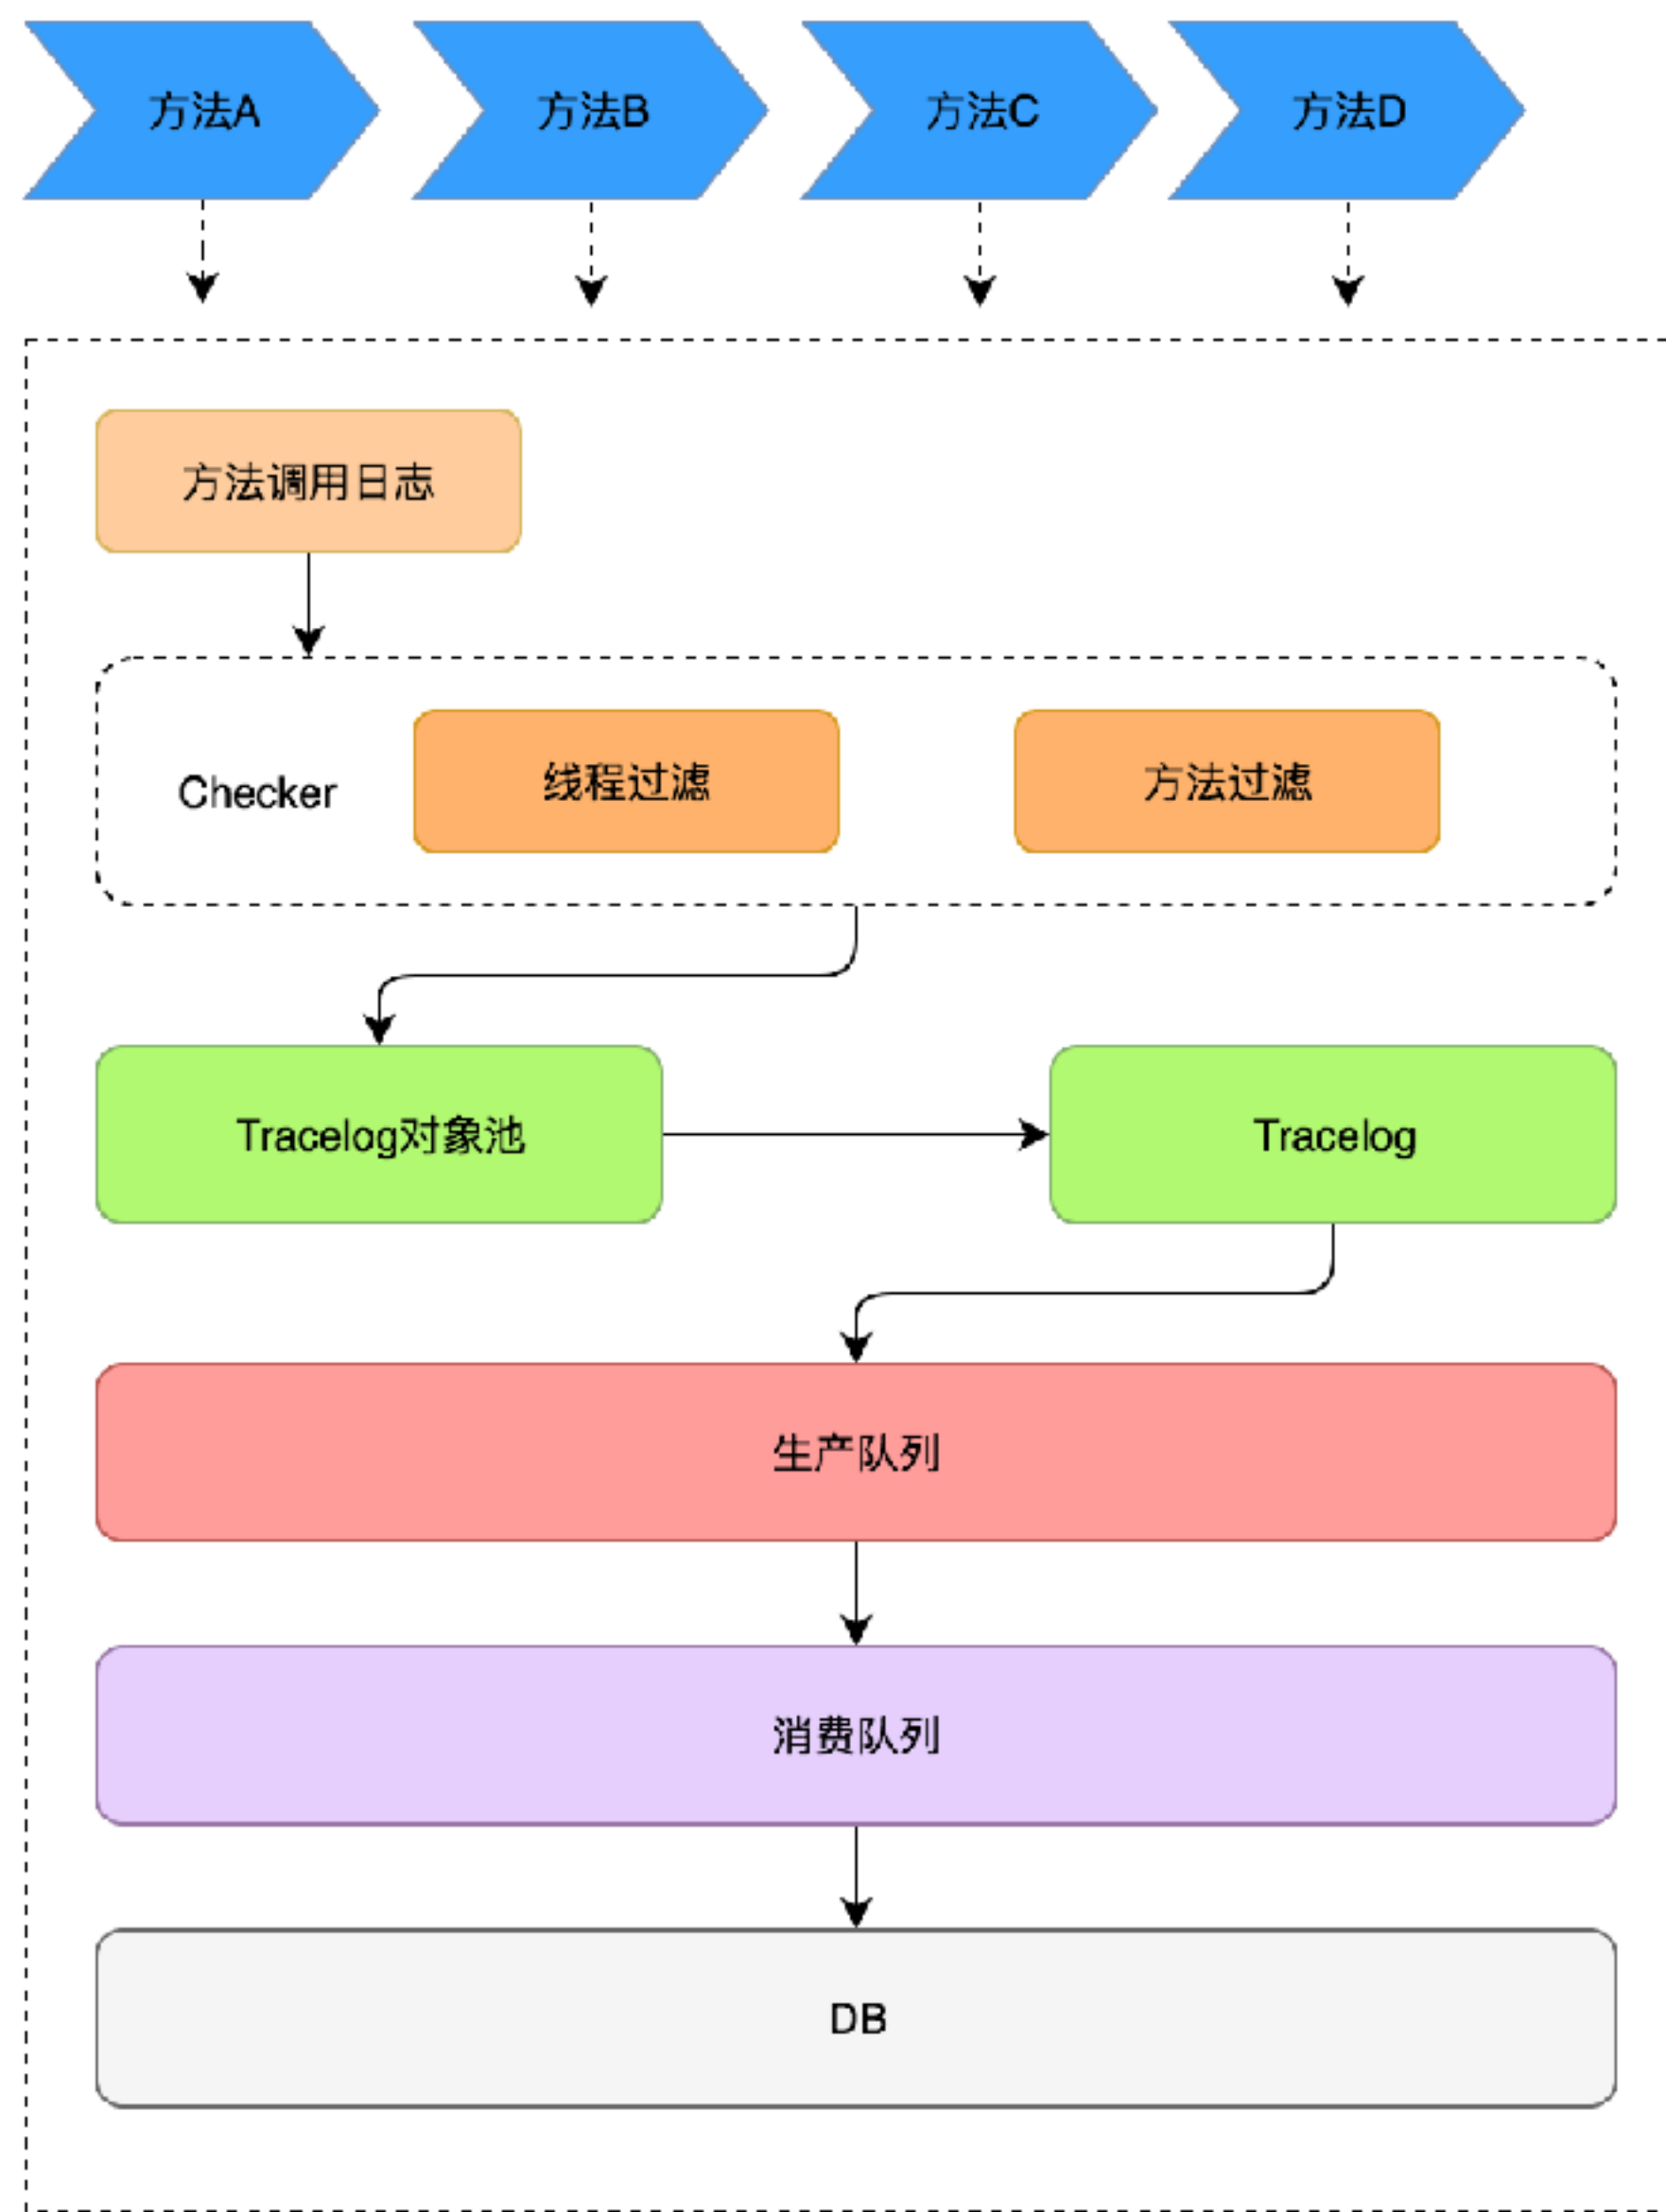 方法A
方法B
方法C
方法D
方法调用日志
Checker
线程过滤
方法过滤
Tracelog对象池
Tracelog
生产队列
消费队列
DB